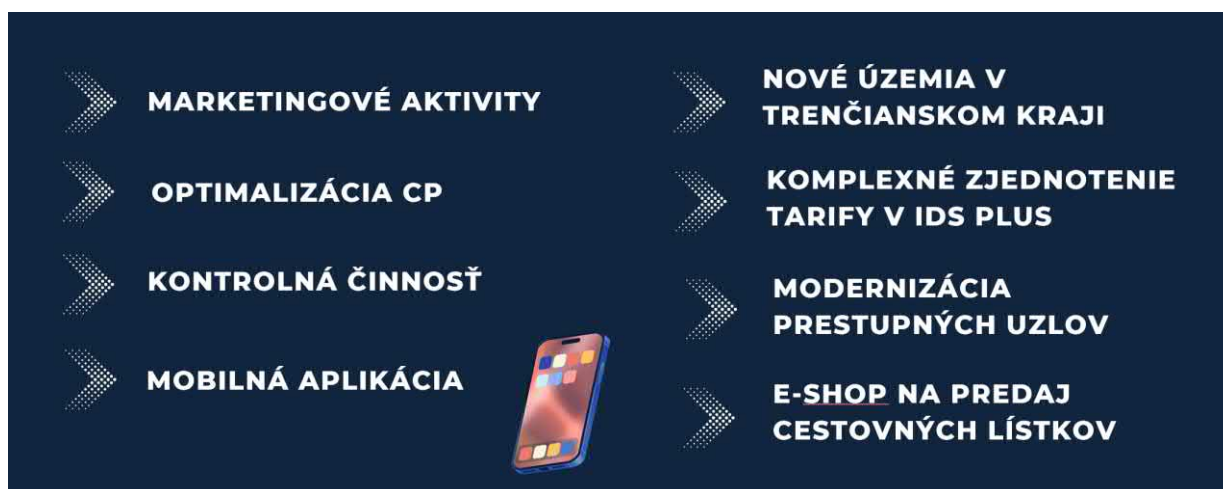 MARKETINGOVÉ AKTIVITY
OPTIMALIZÁCIA CP
KONTROLNÁ ČINNOSŤ
MOBILNÁ APLIKÁCIA
NOVÉ ÚZEMIA V
TRENČIANSKOM KRAJI
KOMPLEXNÉ ZJEDNOTENIE
TARIFY V IDS PLUS
MODERNIZÁCIA
PRESTUPNÝCH UZLOV
E-SHOP NA PREDAJ
CESTOVNÝCH LÍSTKOV